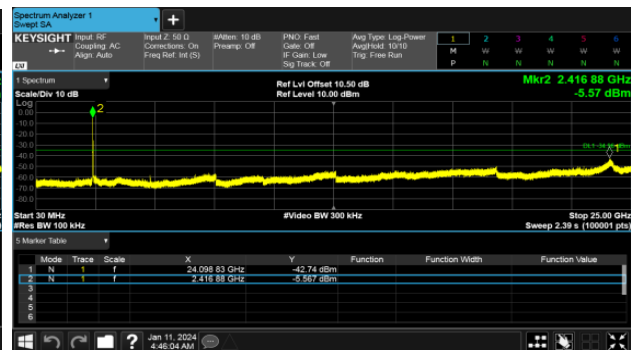 Spectrum Analyzer 1
Swept SA
+
KEYSIGHT Input: RF Input Z: 50 Ω #Atten: 10 dB PNO: Fast Avg Type: Log-Power 1 2 3 4 5 6
Coupling: AC Corrections: On Preamp: Off Gate: Off Avg|Hold: 10/10 M W W W W W
Align: Auto Freq Ref: Int (S) IF Gain: Low Trig: Free Run P N N N N N
LXI Sig Track: Off
1 Spectrum
Scale/Div 10 dB
Ref Lvl Offset 10.50 dB
Ref Level 10.00 dBm
Mkr2 2.416 88 GHz
-5.57 dBm
Log
0.00
-10.0
-20.0
-30.0
-40.0
-50.0
-60.0
-70.0
-80.0
2
1
Start 30 MHz #Video BW 300 kHz Stop 25.00 GHz
#Res BW 100 kHz Sweep 2.39 s (100001 pts)
5 Marker Table
Mode Trace Scale X Y Function Function Width Function Value
1 N 1 f 24.098 83 GHz -42.74 dBm
2 N 1 f 2.416 88 GHz -5.567 dBm
3
4
5
6
? Jan 11, 2024
4:46:04 AM